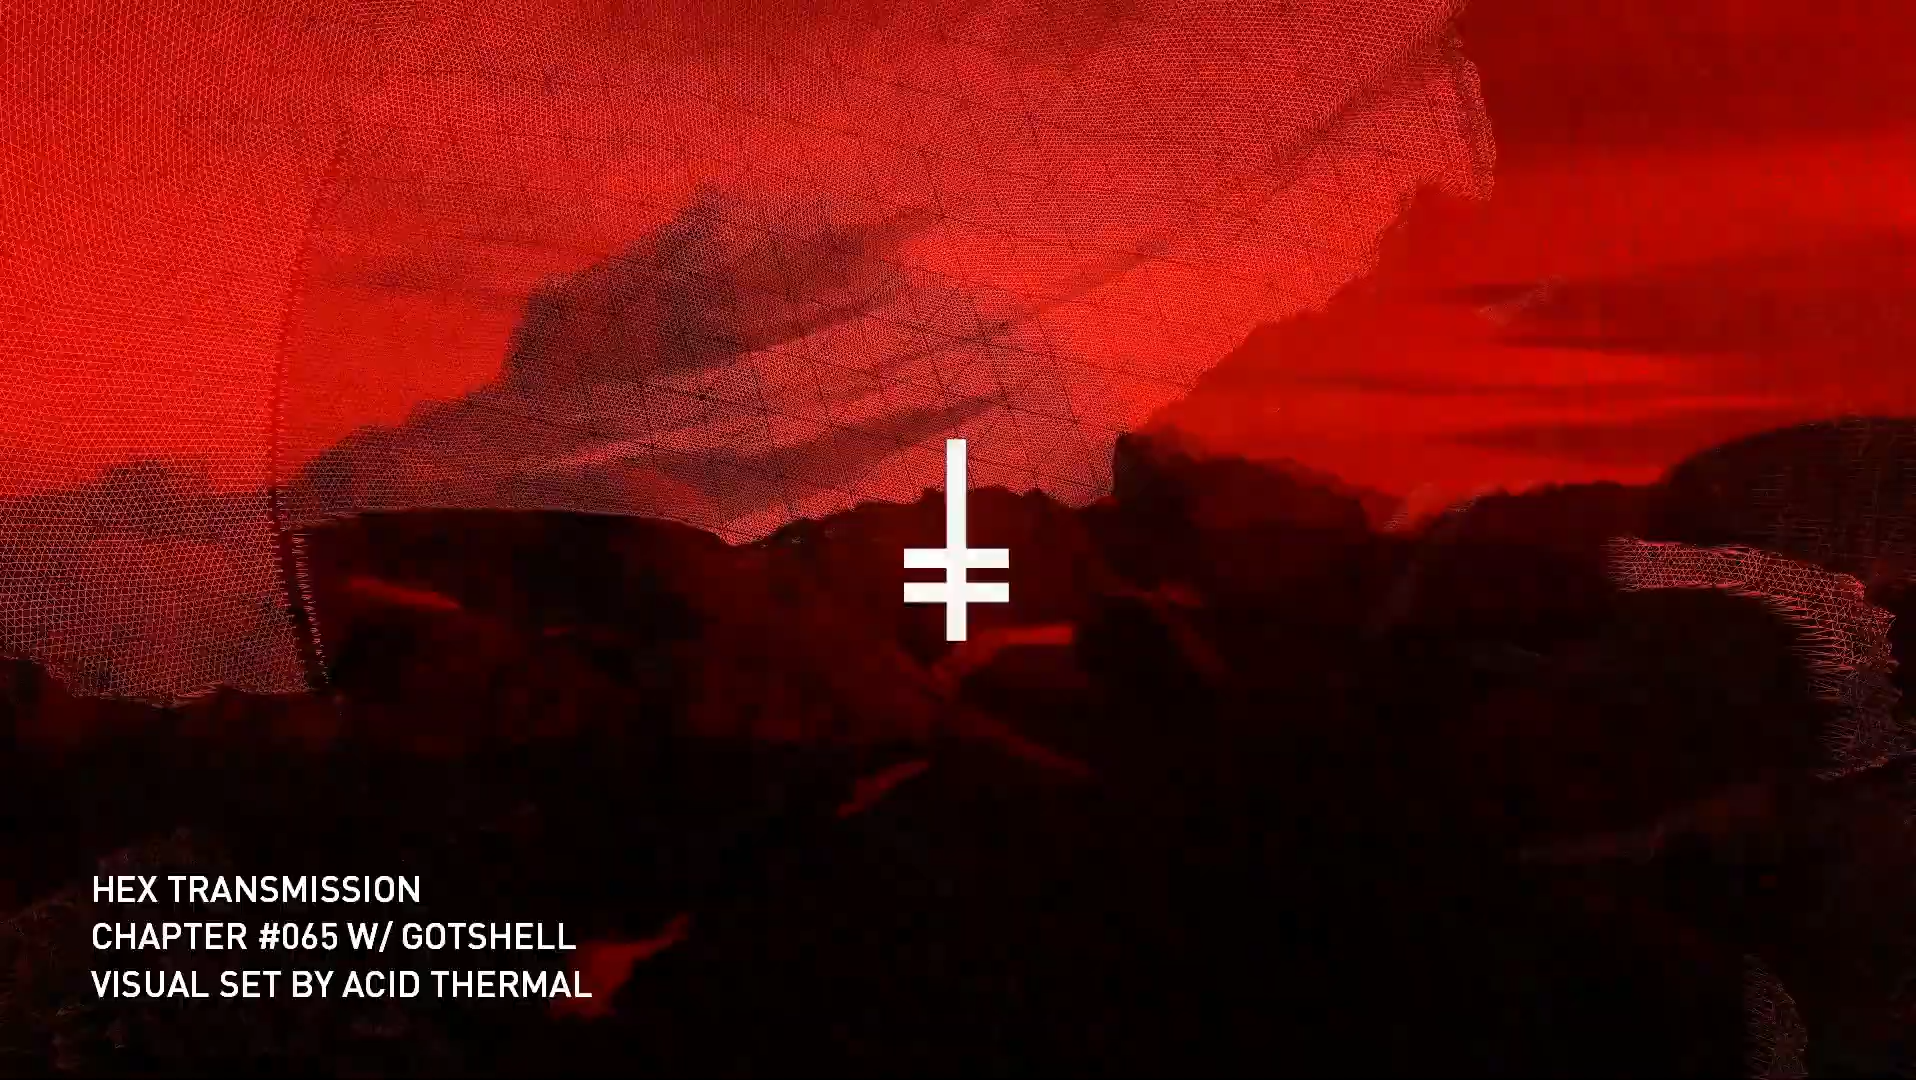 HEX TRANSMISSION
CHAPTER #065 W/ GOTSHELL
VISUAL SET BY ACID THERMAL